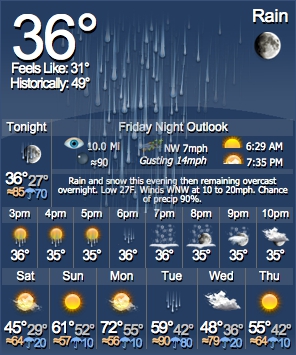 36°
Rain
Feels Like: 31°
Historically: 49°
Tonight
Friday Night Outlook
10.0 Mi
NW 7mph
6:29 AM
≈90
Gusting 14mph
7:35 PM
36° 27°
≈85 70
Rain and snow this evening then remaining overcast
overnight. Low 27F. Winds WNW at 10 to 20mph. Chance
of precip 90%.
3pm 4pm 5pm 6pm 7pm 8pm 9pm 10pm
36° 36° 35° 36° 35° 36° 35° 35°
Sat Sun Mon Tue Wed Thu
45° 29° 61° 52° 72° 55° 59° 42° 48° 36° 55° 42°
≈64 20 ≈57 10 ≈56 10 ≈90 80 ≈79 20 ≈64 10